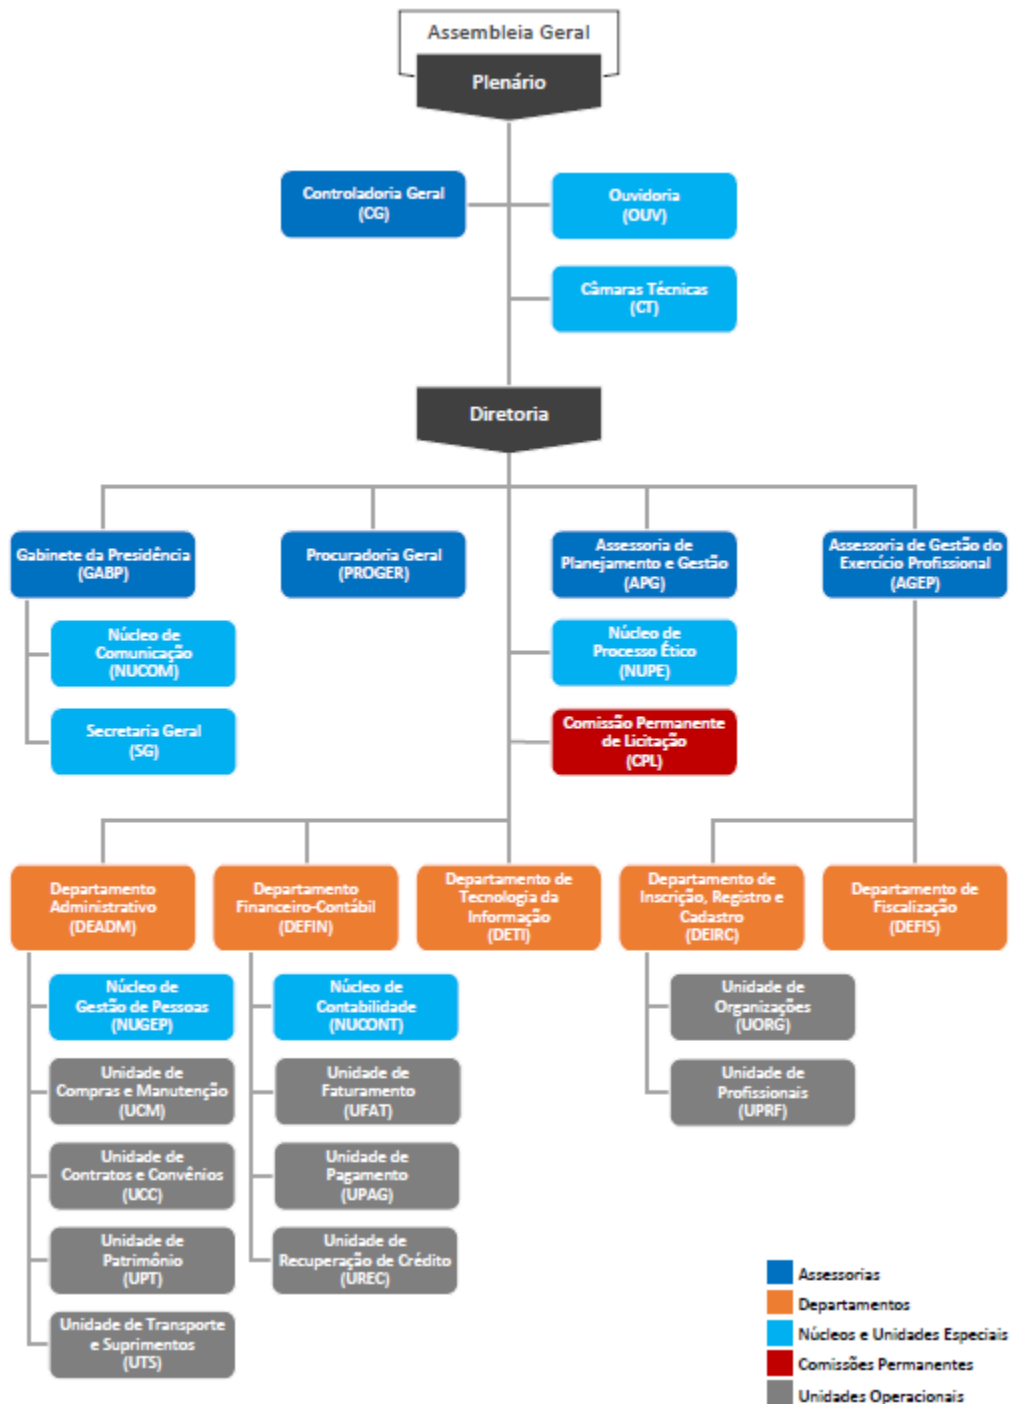 Assembleia Geral
Plenário
Controladoria Geral
(CG)
Ouvidoria
(OUV)
Câmaras Técnicas
(CT)
Diretoria
Gabinete da Presidência
(GABP)
Procuradoria Geral
(PROGER)
Assessoria de
Planejamento e Gestão
(APG)
Assessoria de Gestão do
Exercício Profissional
(AGEP)
Núcleo de
Comunicação
(NUCOM)
Núcleo de
Processo Ético
(NUPE)
Secretaria Geral
(SG)
Comissão Permanente
de Licitação
(CPL)
Departamento
Administrativo
(DEADM)
Departamento
Financeiro-Contábil
(DEFIN)
Departamento de
Tecnologia da
Informação
(DETI)
Departamento de
Inscrição, Registro e
Cadastro
(DEIRC)
Departamento de
Fiscalização
(DEFIS)
Núcleo de
Gestão de Pessoas
(NUGEP)
Núcleo de
Contabilidade
(NUCONT)
Unidade de
Organizações
(UORG)
Unidade de
Compras e Manutenção
(UCM)
Unidade de
Faturamento
(UFAT)
Unidade de
Profissionais
(UPRF)
Unidade de
Contratos e Convênios
(UCC)
Unidade de
Pagamento
(UPAG)
Unidade de
Patrimônio
(UPT)
Unidade de
Recuperação de Crédito
(UREC)
Unidade de Transporte
e Suprimentos
(UTS)
Assessorias
Departamentos
Núcleos e Unidades Especiais
Comissões Permanentes
Unidades Operacionais